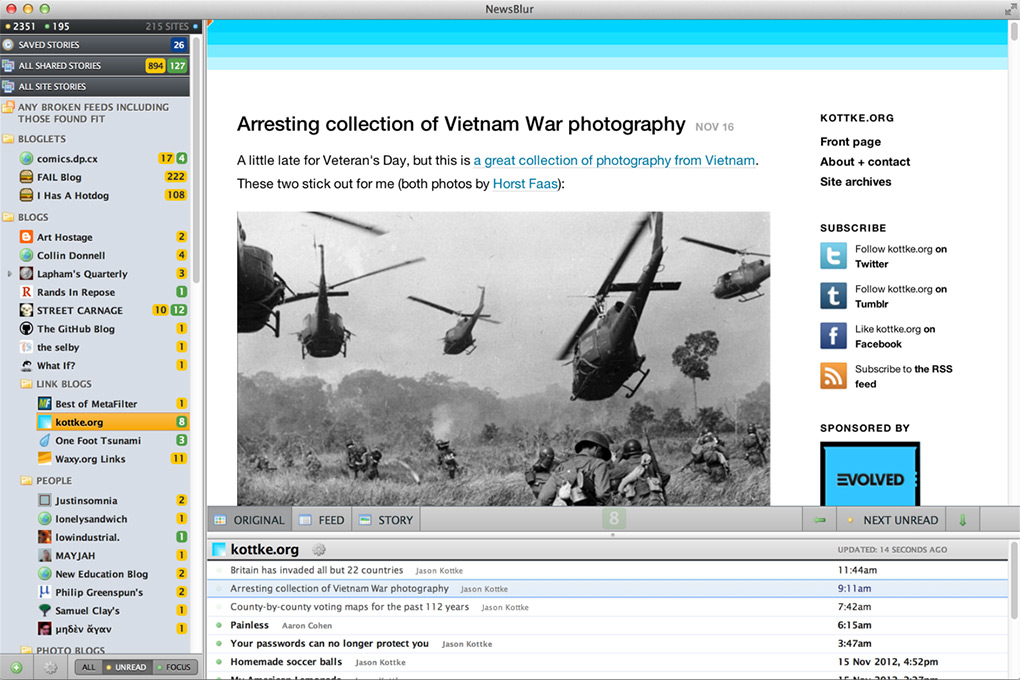 NewsBlur
2351 195 215 SITES
SAVED STORIES 26
ALL SHARED STORIES 894 127
ALL SITE STORIES
ANY BROKEN FEEDS INCLUDING
THOSE FOUND FIT
BLOGLETS
comics.dp.cx 17 4
FAIL Blog 222
I Has A Hotdog 108
BLOGS
Art Hostage 2
Collin Donnell 4
Lapham's Quarterly 3
R Rands In Repose 1
STREET CARNAGE 10 12
The GitHub Blog 1
the selby 1
What If? 1
LINK BLOGS
MF Best of MetaFilter 1
kottke.org 8
One Foot Tsunami 3
Waxy.org Links 11
PEOPLE
Justinsomnia 2
lonelysandwich 1
lowindustrial. 1
MAYJAH 2
New Education Blog 2
µ Philip Greenspun's 2
Samuel Clay's 2
μηδὲν ἄγαν 1
PHOTO BLOGS
ALL UNREAD FOCUS
Arresting collection of Vietnam War photography NOV 16
A little late for Veteran's Day, but this is a great collection of photography from Vietnam.
These two stick out for me (both photos by Horst Faas):
KOTTKE.ORG
Front page
About + contact
Site archives
SUBSCRIBE
t Follow kottke.org on
Twitter
t Follow kottke.org on
Tumblr
f Like kottke.org on
Facebook
Subscribe to the RSS
feed
SPONSORED BY
EVOLVED
ORIGINAL FEED STORY 8 NEXT UNREAD
kottke.org UPDATED: 14 SECONDS AGO
Britain has invaded all but 22 countries Jason Kottke 11:44am
Arresting collection of Vietnam War photography Jason Kottke 9:11am
County-by-county voting maps for the past 112 years Jason Kottke 7:42am
Painless Aaron Cohen 6:15am
Your passwords can no longer protect you Jason Kottke 3:47am
Homemade soccer balls Jason Kottke 15 Nov 2012, 4:52pm